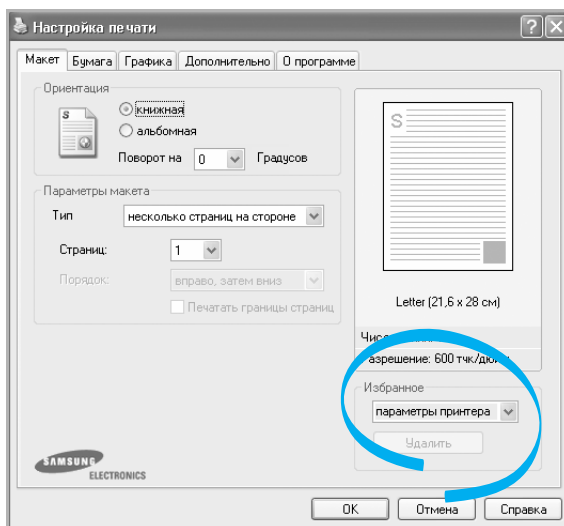 Настройка печати
Макет Бумага Графика Дополнительно О программе
Ориентация
S
книжная
альбомная
Поворот на 0 Градусов
Параметры макета
Тип несколько страниц на стороне
Страниц: 1
Порядок: вправо, затем вниз
Печатать границы страниц
S
Letter (21,6 x 28 см)
600 тчк/
Избранное
параметры принтера
Удалить
SAMSUNG
ELECTRONICS
OK Отмена Справка